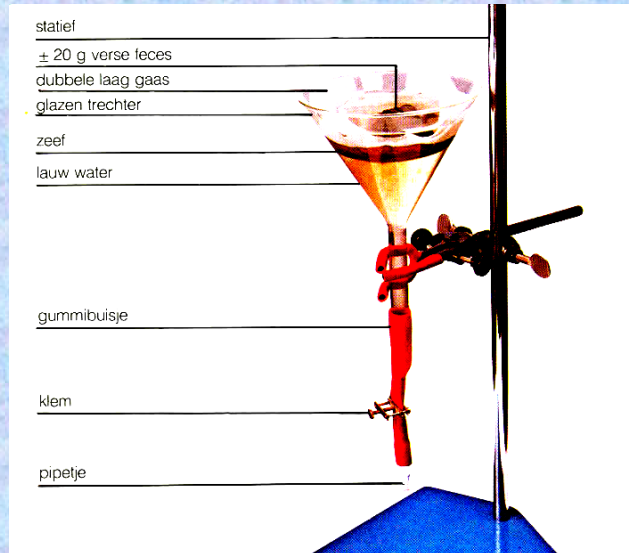 statief
± 20 g verse feces
dubbele laag gaas
glazen trechter
zeef
lauw water
gummibuisje
klem
pipetje